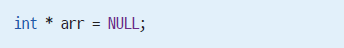 int * arr = NULL;